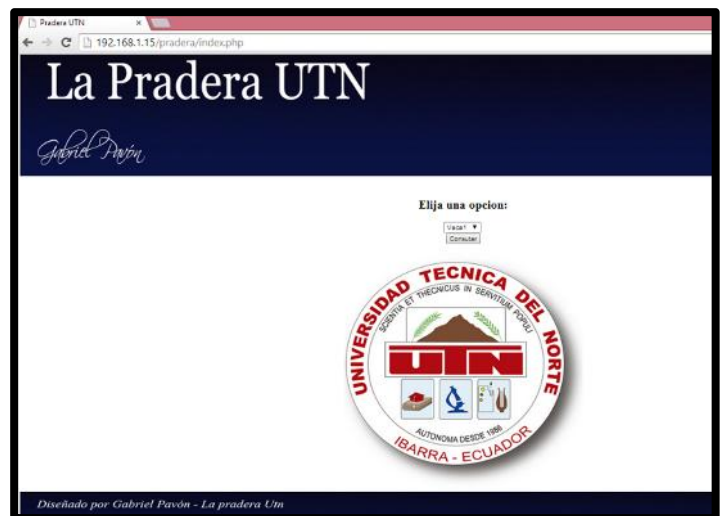 Pradera UTN
192.168.1.15/pradera/index.php
La Pradera UTN
Gabriel Pavón
Elija una opcion:
Vaca1
Consultar
UNIVERSIDAD TECNICA DEL NORTE
SCIENTIA ET THECNICUS IN SERVITIUM POPULI
UTN
AUTONOMA DESDE 1986
IBARRA - ECUADOR
Diseñado por Gabriel Pavón - La pradera Utn